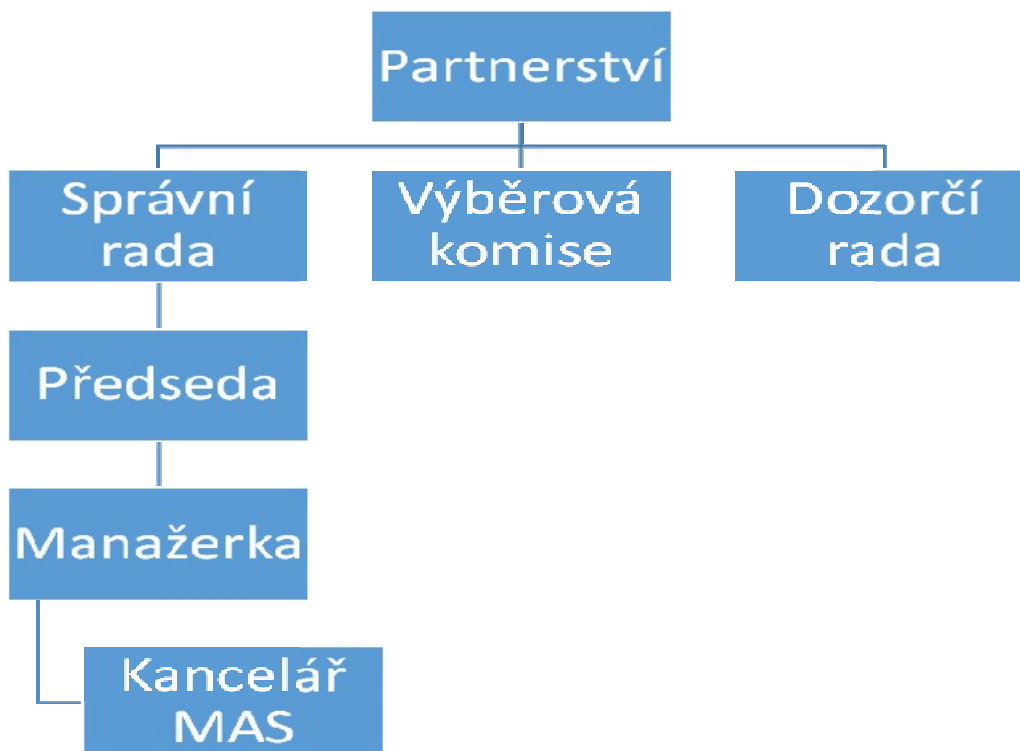 Partnerství
Správní
rada
Výběrová
komise
Dozorčí
rada
Předseda
Manažerka
Kancelář
MAS